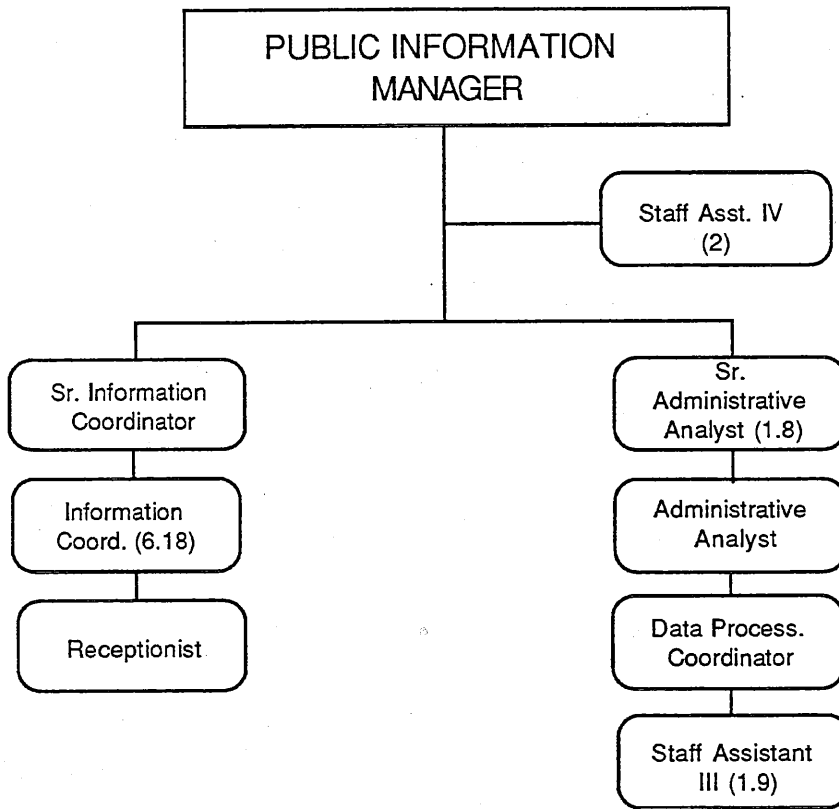 PUBLIC INFORMATION
MANAGER
Staff Asst. IV
(2)
Sr. Information
Coordinator
Information
Coord. (6.18)
Receptionist
Sr.
Administrative
Analyst (1.8)
Administrative
Analyst
Data Process.
Coordinator
Staff Assistant
III (1.9)